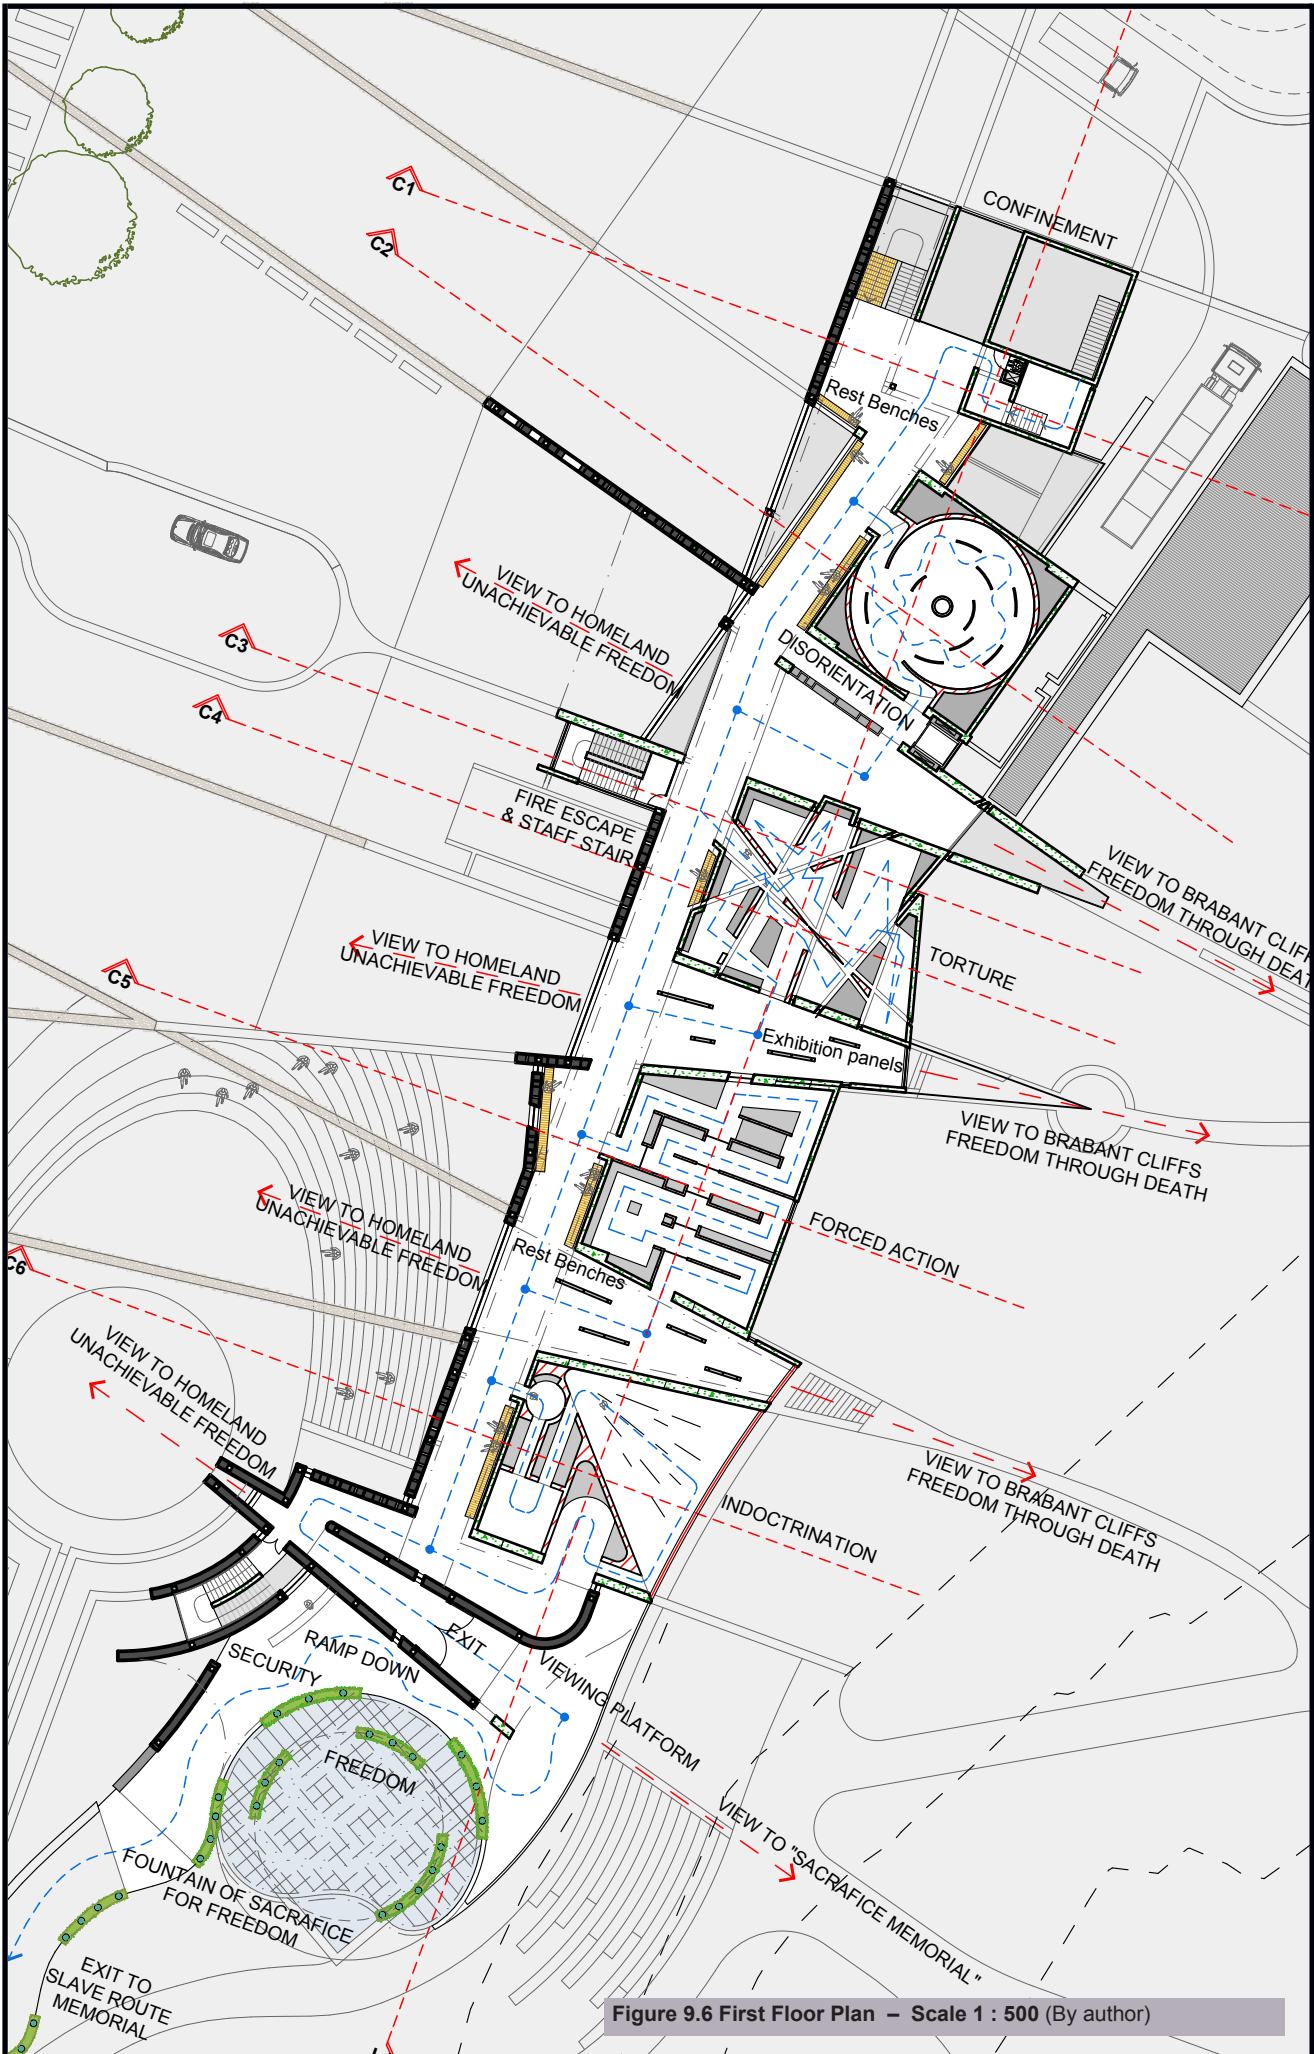 C1
CONFINEMENT
C2
Rest Benches
VIEW TO HOMELAND
UNACHIEVABLE FREEDOM
DISORIENTATION
C3
C4
FIRE ESCAPE
& STAFF STAIR
VIEW TO BRABANT CLIFFS
FREEDOM THROUGH DEATH
VIEW TO HOMELAND
UNACHIEVABLE FREEDOM
TORTURE
C5
Exhibition panels
VIEW TO BRABANT CLIFFS
FREEDOM THROUGH DEATH
VIEW TO HOMELAND
UNACHIEVABLE FREEDOM
FORCED ACTION
Rest Benches
C6
VIEW TO HOMELAND
UNACHIEVABLE FREEDOM
VIEW TO BRABANT CLIFFS
FREEDOM THROUGH DEATH
INDOCTRINATION
EXIT
RAMP DOWN
SECURITY
VIEWING PLATFORM
FREEDOM
VIEW TO "SACRAFICE MEMORIAL"
FOUNTAIN OF SACRAFICE
FOR FREEDOM
EXIT TO
SLAVE ROUTE
MEMORIAL
Figure 9.6 First Floor Plan – Scale 1 : 500 (By author)